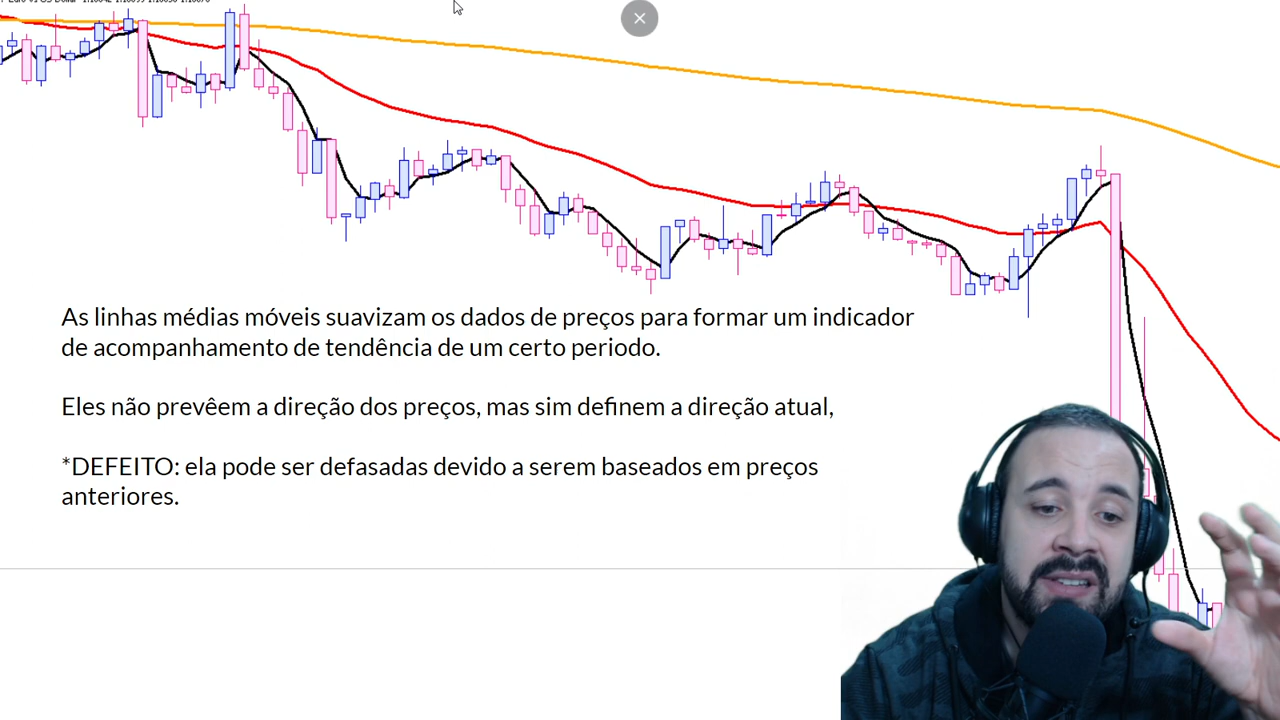 As linhas médias móveis suavizam os dados de preços para formar um indicador
de acompanhamento de tendência de um certo periodo.
Eles não prevêem a direção dos preços, mas sim definem a direção atual,
*DEFEITO: ela pode ser defasadas devido a serem baseados em preços
anteriores.